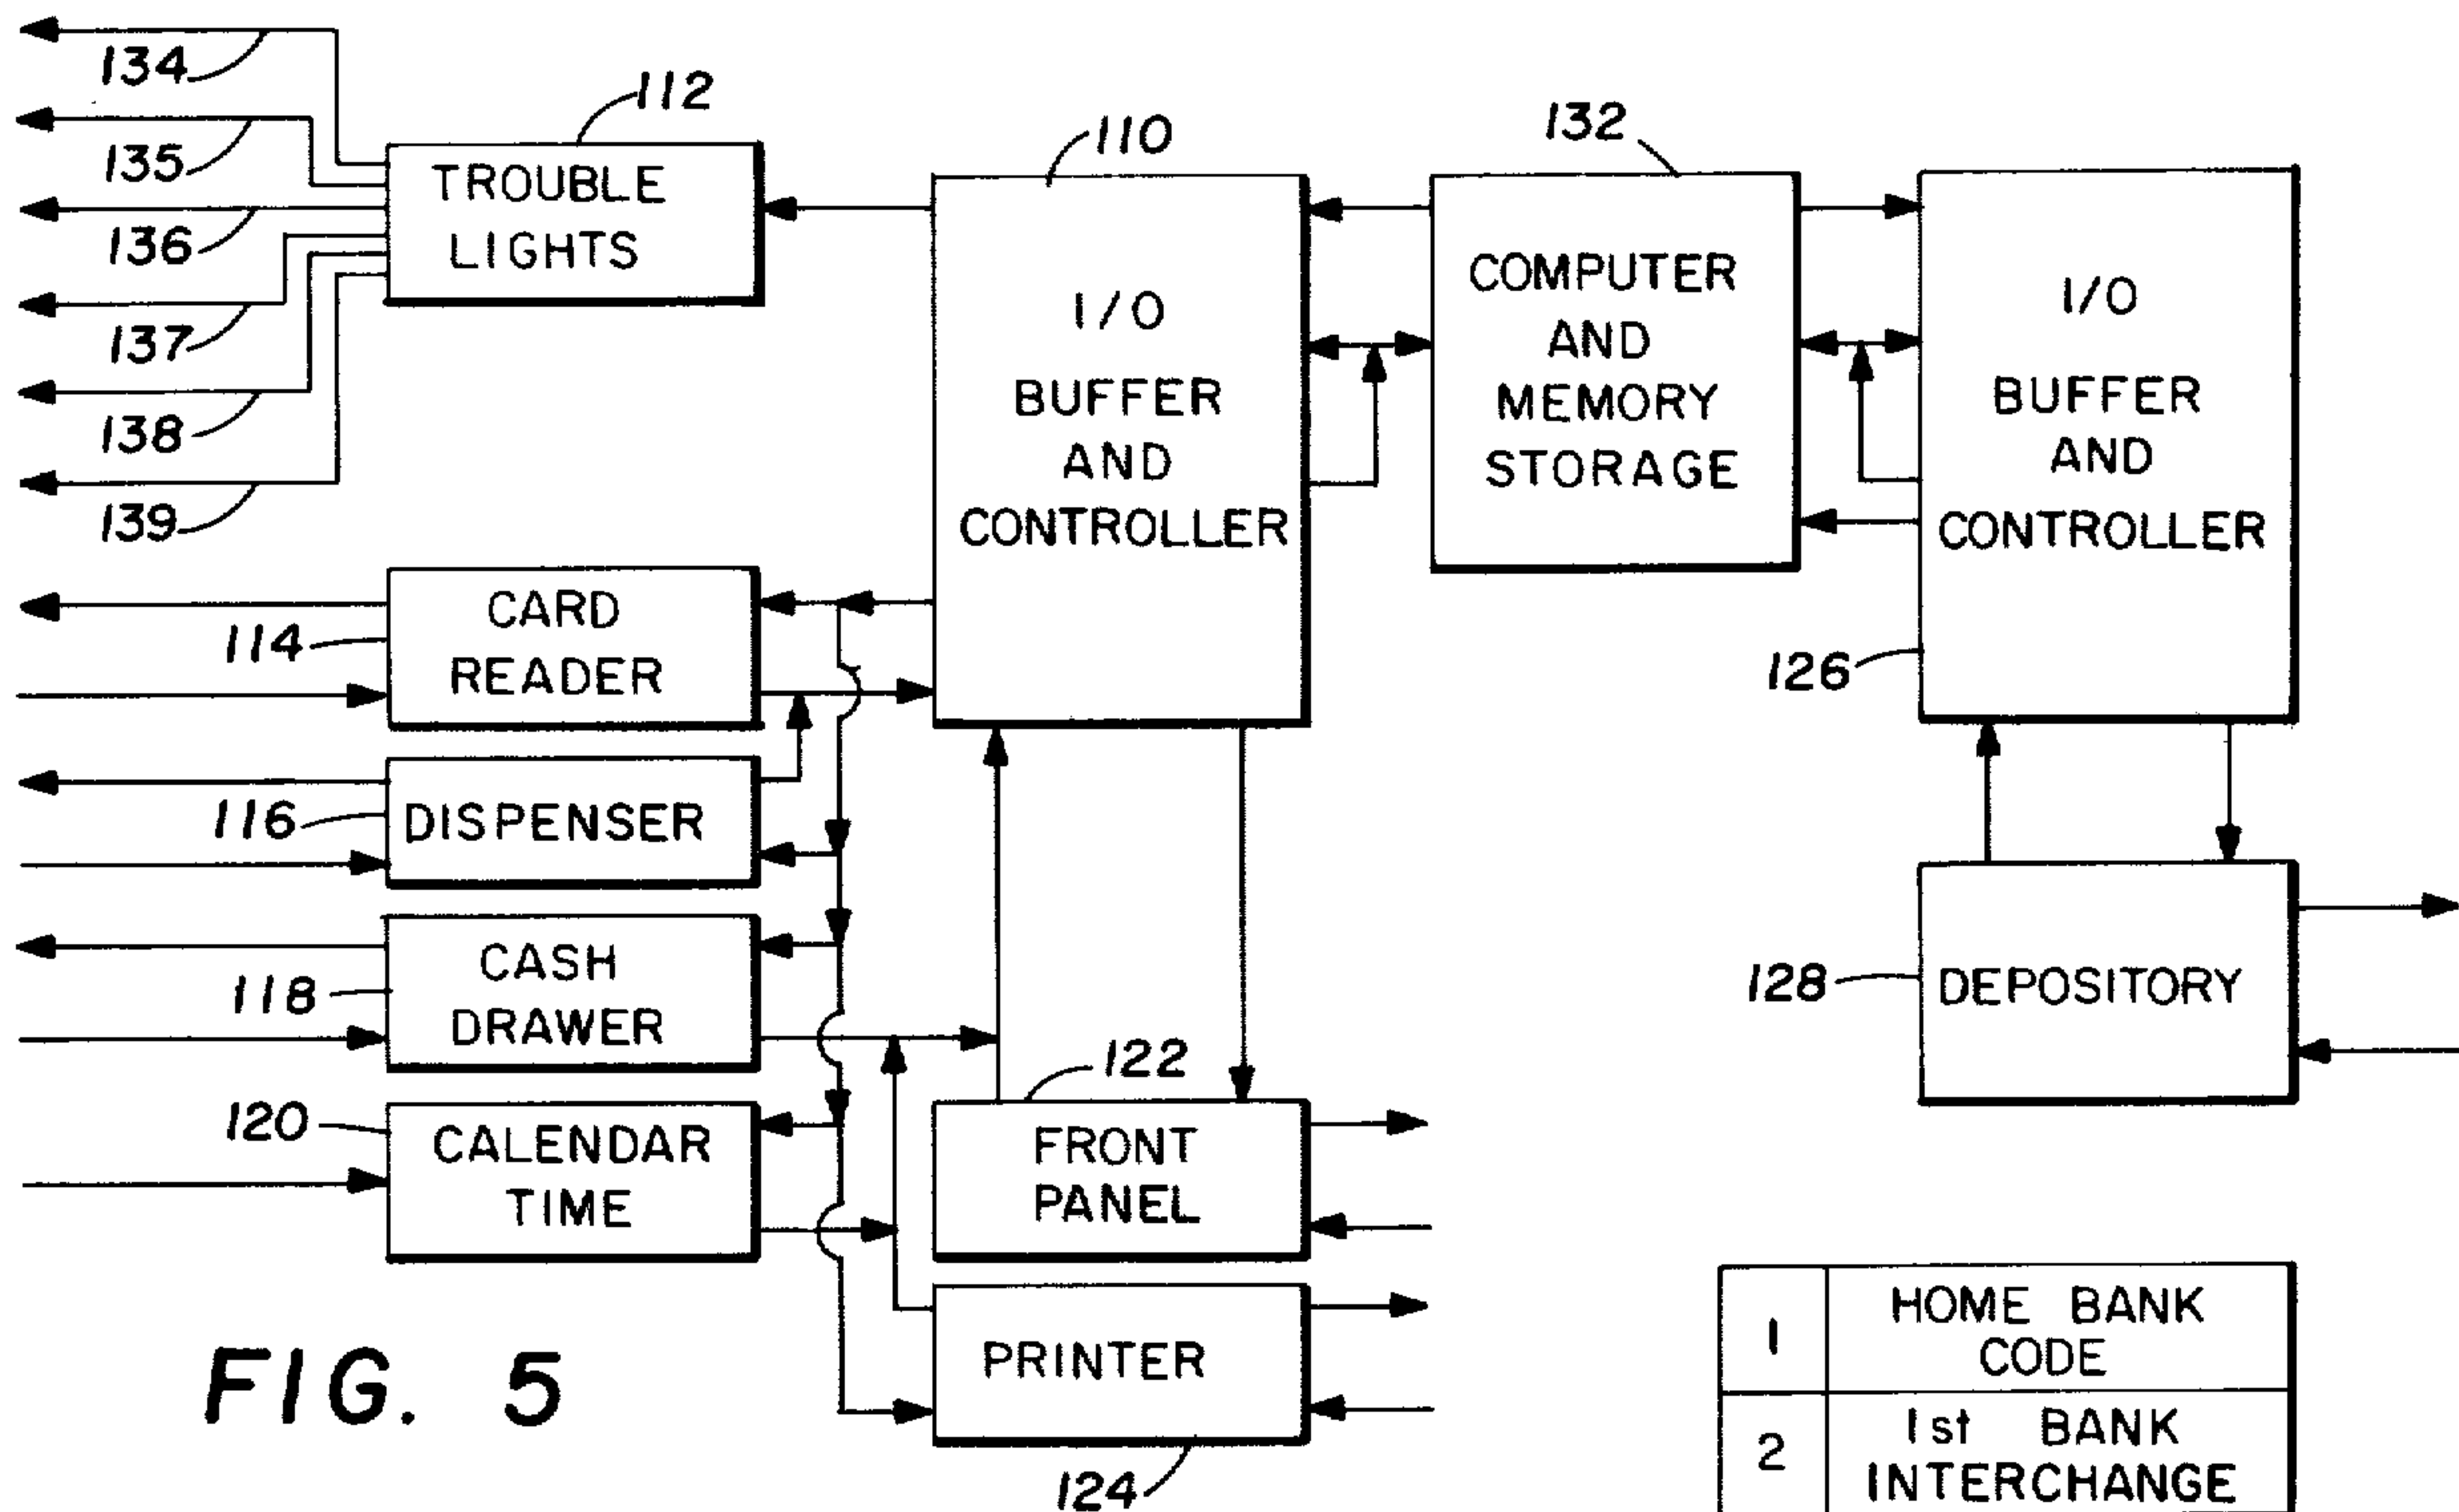 134
135
136
137
138
139
112
TROUBLE
LIGHTS
110
I/O
BUFFER
AND
CONTROLLER
132
COMPUTER
AND
MEMORY
STORAGE
I/O
BUFFER
AND
CONTROLLER
126
114
CARD
READER
116
DISPENSER
118
CASH
DRAWER
120
CALENDAR
TIME
122
FRONT
PANEL
PRINTER
124
128
DEPOSITORY
FIG. 5
1
HOME BANK
CODE
2
1st BANK
INTERCHANGE